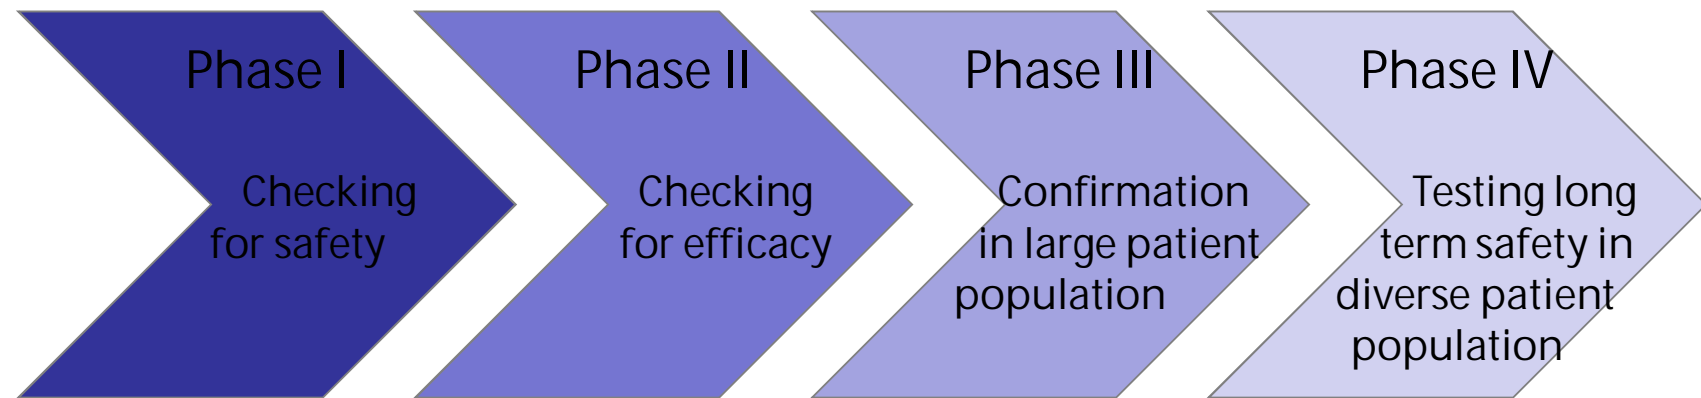 Phase I
Checking
for safety
Phase II
Checking
for efficacy
Phase III
Confirmation
in large patient
population
Phase IV
Testing long
term safety in
diverse patient
population